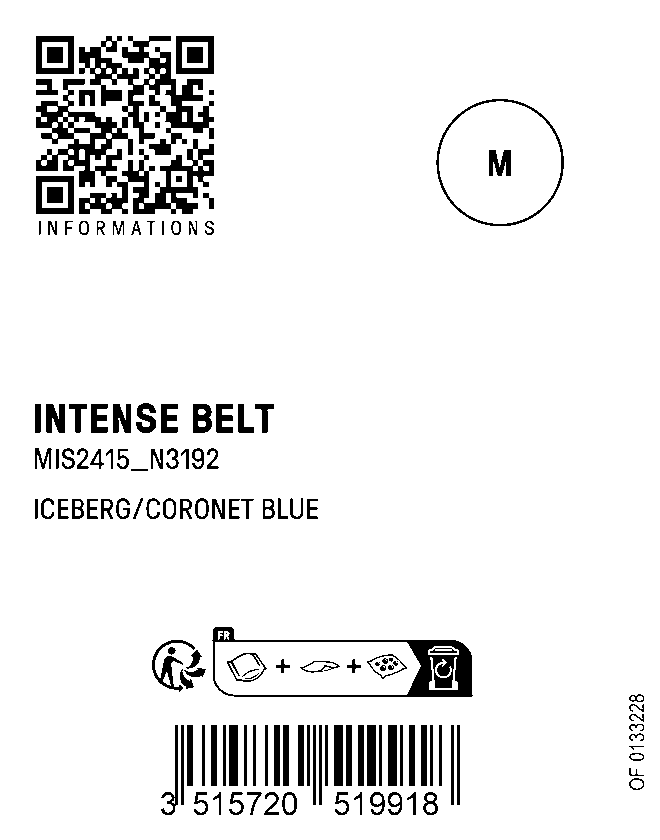 INFORMATIONS
M
INTENSE BELT
MIS2415_N3192
ICEBERG/CORONET BLUE
FR
3 515720 519918
OF 0133228